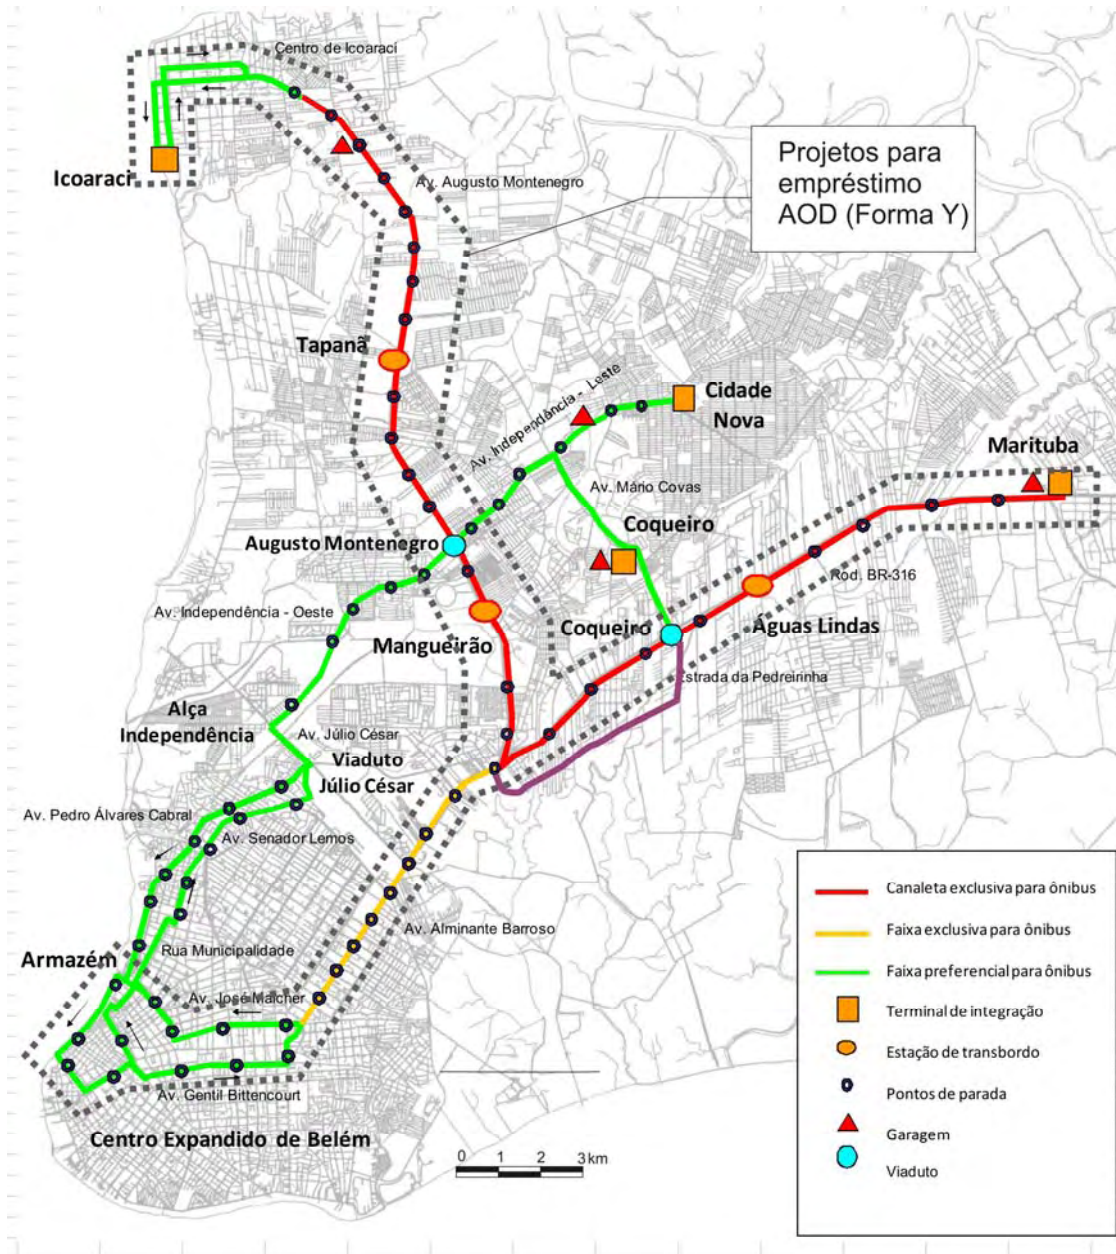 Centro de Icoaraci
Icoaraci
Av. Augusto Montenegro
Projetos para
empréstimo
AOD (Forma Y)
Tapanã
Av. Independância - Leste
Cidade
Nova
Marituba
Av. Mário Covas
Coqueiro
Augusto Montenegro
Rod. BR-316
Av. Independência - Oeste
Mangueirão
Coqueiro
Águas Lindas
Estrada da Pedreirinha
Alça
Independência
Av. Júlio César
Viaduto
Júlio César
Av. Pedro Álvares Cabral
Av. Senador Lemos
Av. Alminante Barroso
Rua Municipalidade
Armazém
Av. José Malcher
Av. Gentil Bittencourt
Centro Expandido de Belém
0 1 2 3 km
Canaleta exclusiva para ônibus
Faixa exclusiva para ônibus
Faixa preferencial para ônibus
Terminal de integração
Estação de transbordo
Pontos de parada
Garagem
Viaduto